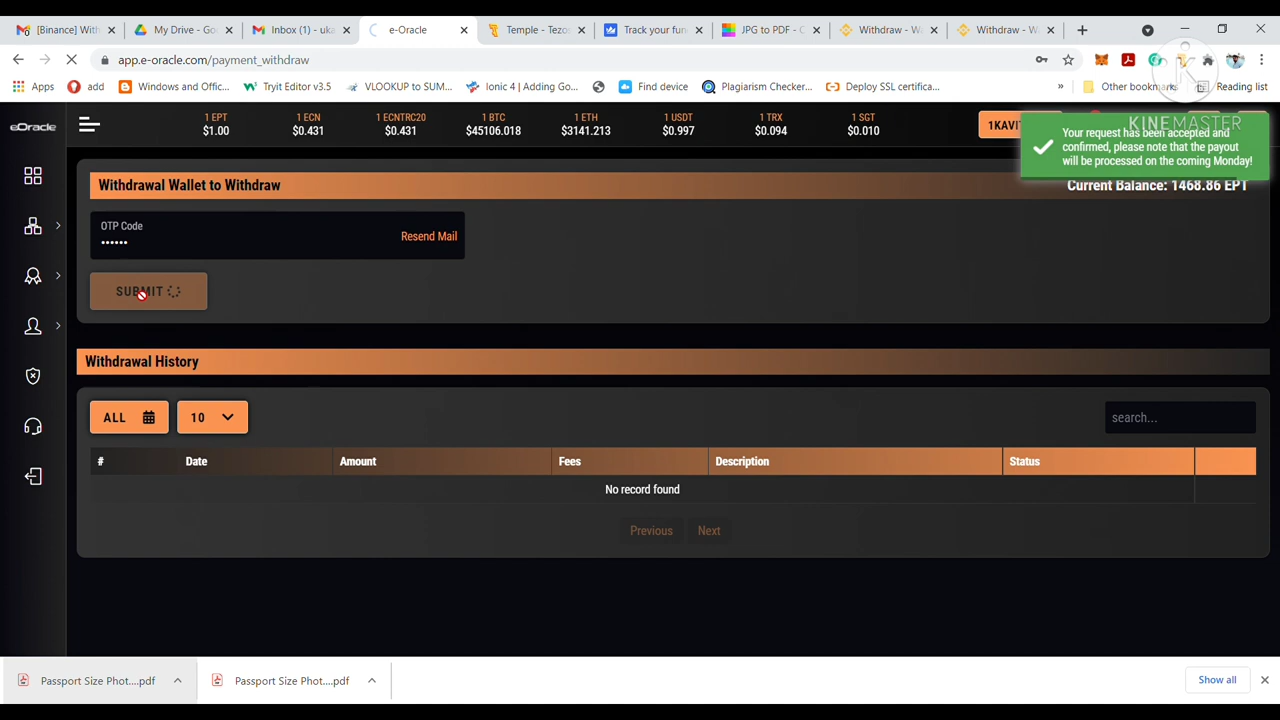 [Binance] With
My Drive - Goo
Inbox (1) - uka
e-Oracle
Temple - Tezos
Track your fun
JPG to PDF - C
Withdraw - Wa
Withdraw - Wa
app.e-oracle.com/payment_withdraw
Apps
add
Windows and Offic...
Tryit Editor v3.5
VLOOKUP to SUM...
Ionic 4 | Adding Go...
Find device
Plagiarism Checker...
Deploy SSL certifica...
»
Other bookmarks
Reading list
eOracle
1 EPT
$1.00
1 ECN
$0.431
1 ECNTRC20
$0.431
1 BTC
$45106.018
1 ETH
$3141.213
1 USDT
$0.997
1 TRX
$0.094
1 SGT
$0.010
1KAVI
KINEMASTER
Your request has been accepted and
confirmed, please note that the payout
will be processed on the coming Monday!
Withdrawal Wallet to Withdraw
Current Balance: 1468.86 EPT
OTP Code
••••••
Resend Mail
SUBMIT
Withdrawal History
ALL
10
search...
# Date Amount Fees Description Status
No record found
Previous Next
Passport Size Phot....pdf
Passport Size Phot....pdf
Show all